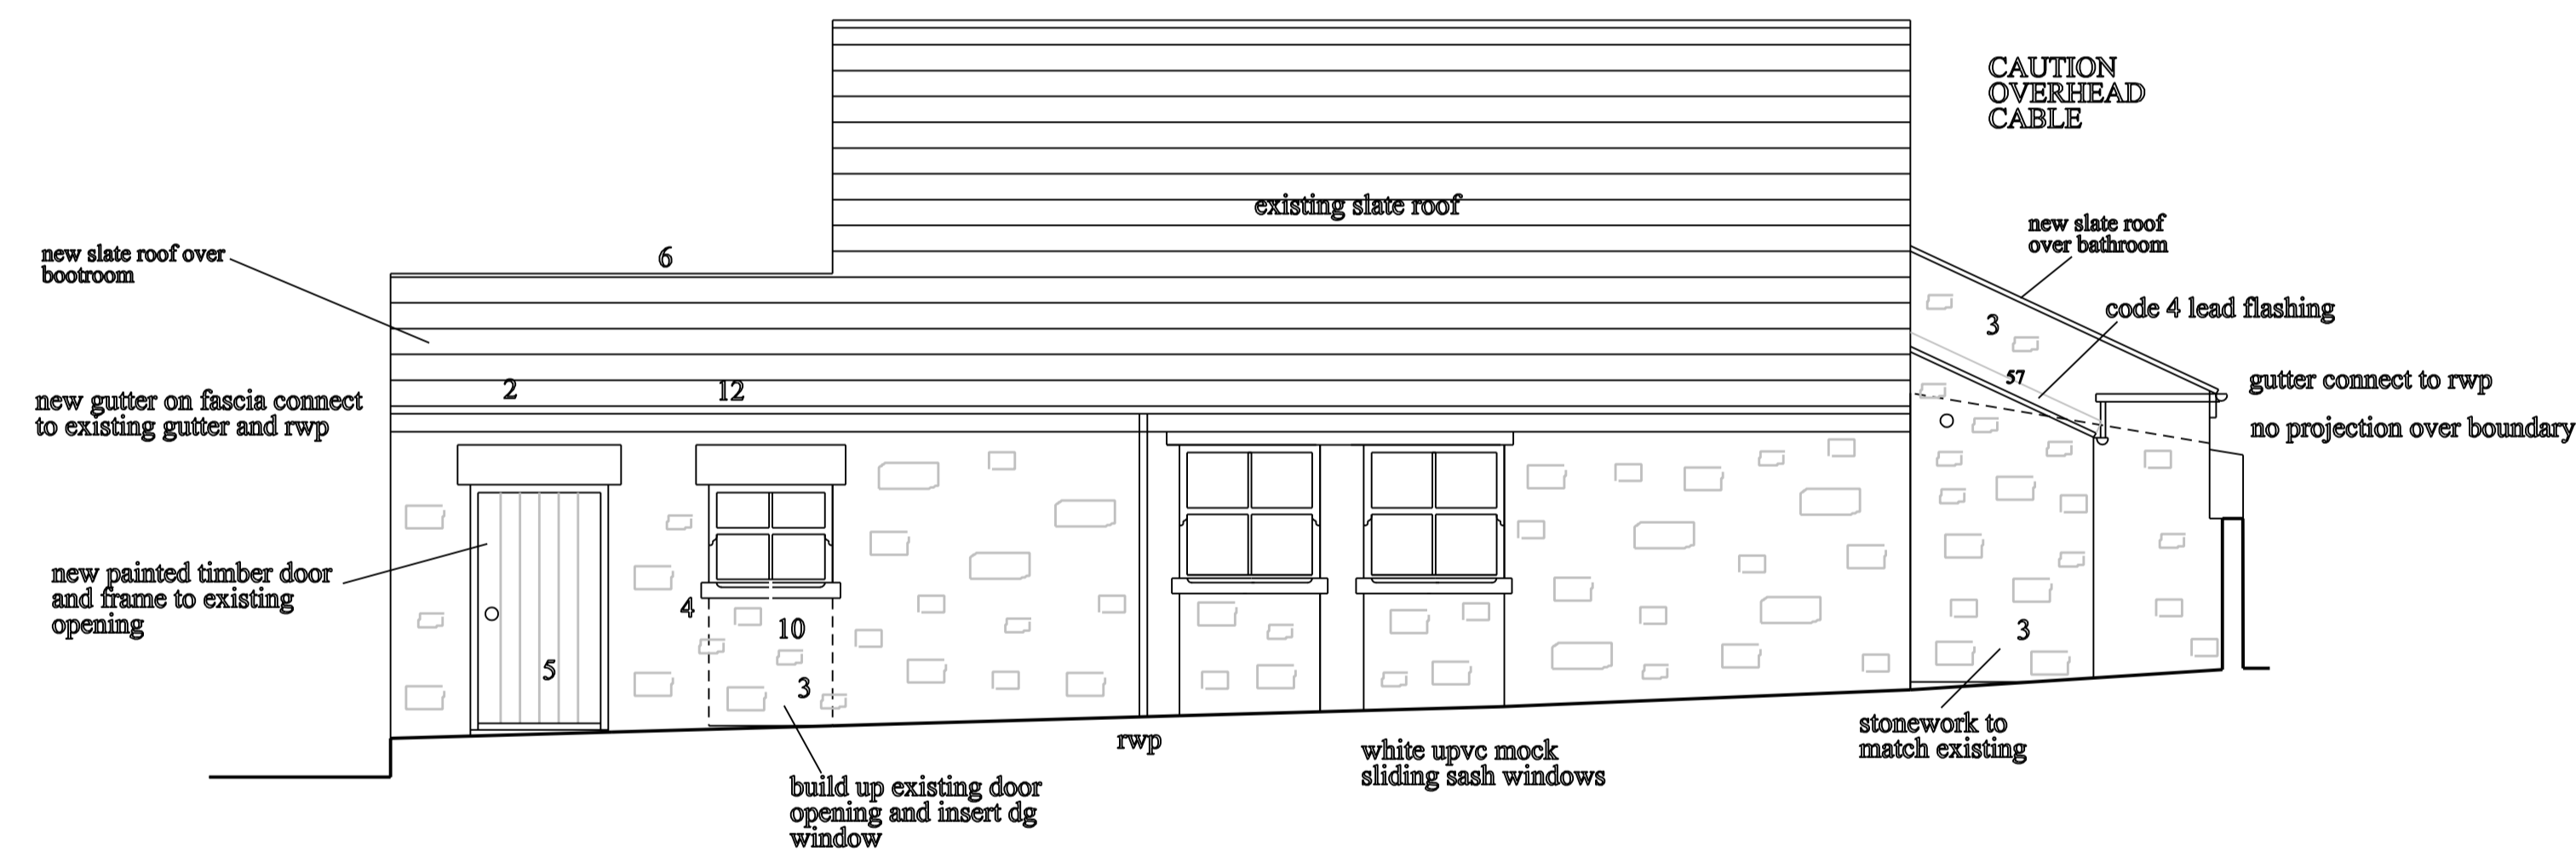 CAUTION
OVERHEAD
CABLE
existing slate roof
new slate roof
over bathroom
new slate roof over
bootroom
6
code 4 lead flashing
3
57
gutter connect to rwp
no projection over boundary
2
12
new gutter on fascia connect
to existing gutter and rwp
new painted timber door
and frame to existing
opening
4
10
5
3
3
rwp
white upvc mock
sliding sash windows
stonework to
match existing
build up existing door
opening and insert dg
window